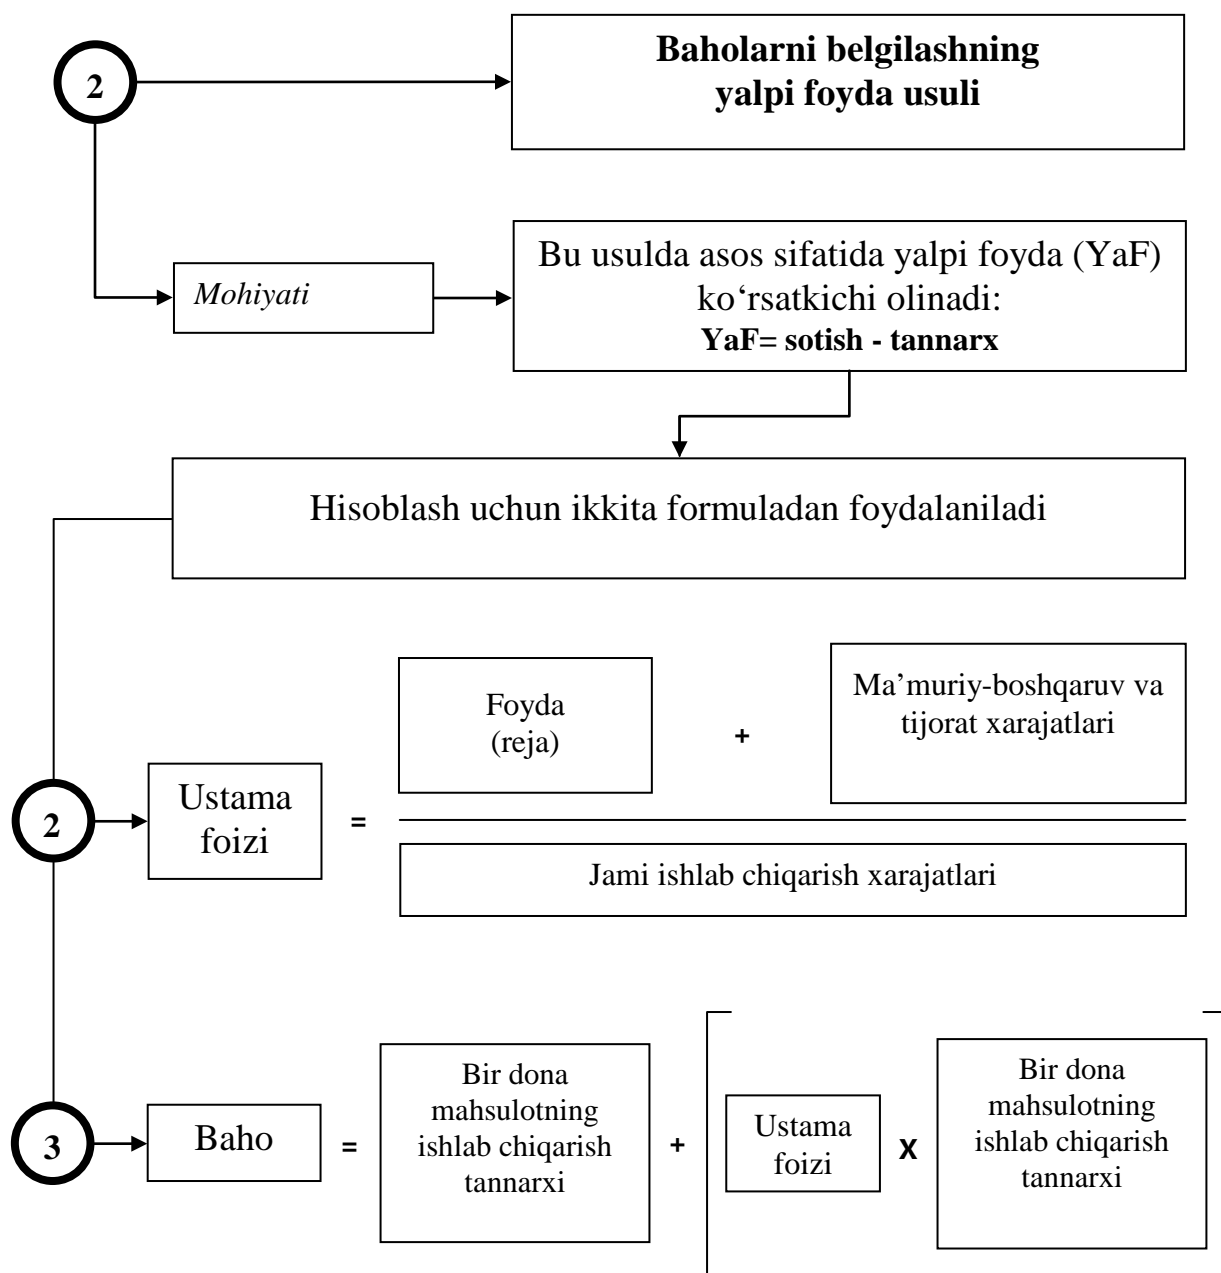 2
Baholarni belgilashning
yalpi foyda usuli
Mohiyati
Bu usulda asos sifatida yalpi foyda (YaF)
ko‘rsatkichi olinadi:
YaF= sotish - tannarx
Hisoblash uchun ikkita formuladan foydalaniladi
2
Ustama
foizi
=
Foyda
(reja)
+
Ma’muriy-boshqaruv va
tijorat xarajatlari
Jami ishlab chiqarish xarajatlari
3
Baho
=
Bir dona
mahsulotning
ishlab chiqarish
tannarxi
+
Ustama
foizi
X
Bir dona
mahsulotning
ishlab chiqarish
tannarxi